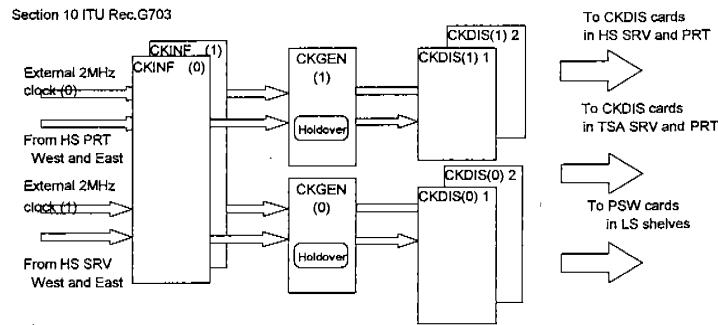 Section 10 ITU Rec.G703
CKINF (1)
CKINF (0)
External 2MHz
clock (0)
From HS PRT
West and East
External 2MHz
clock (1)
From HS SRV
West and East
CKGEN
(1)
Holdover
CKGEN
(0)
Holdover
CKDIS(1) 2
CKDIS(1) 1
CKDIS(0) 2
CKDIS(0) 1
To CKDIS cards
in HS SRV and PRT
To CKDIS cards
in TSA SRV and PRT
To PSW cards
in LS shelves